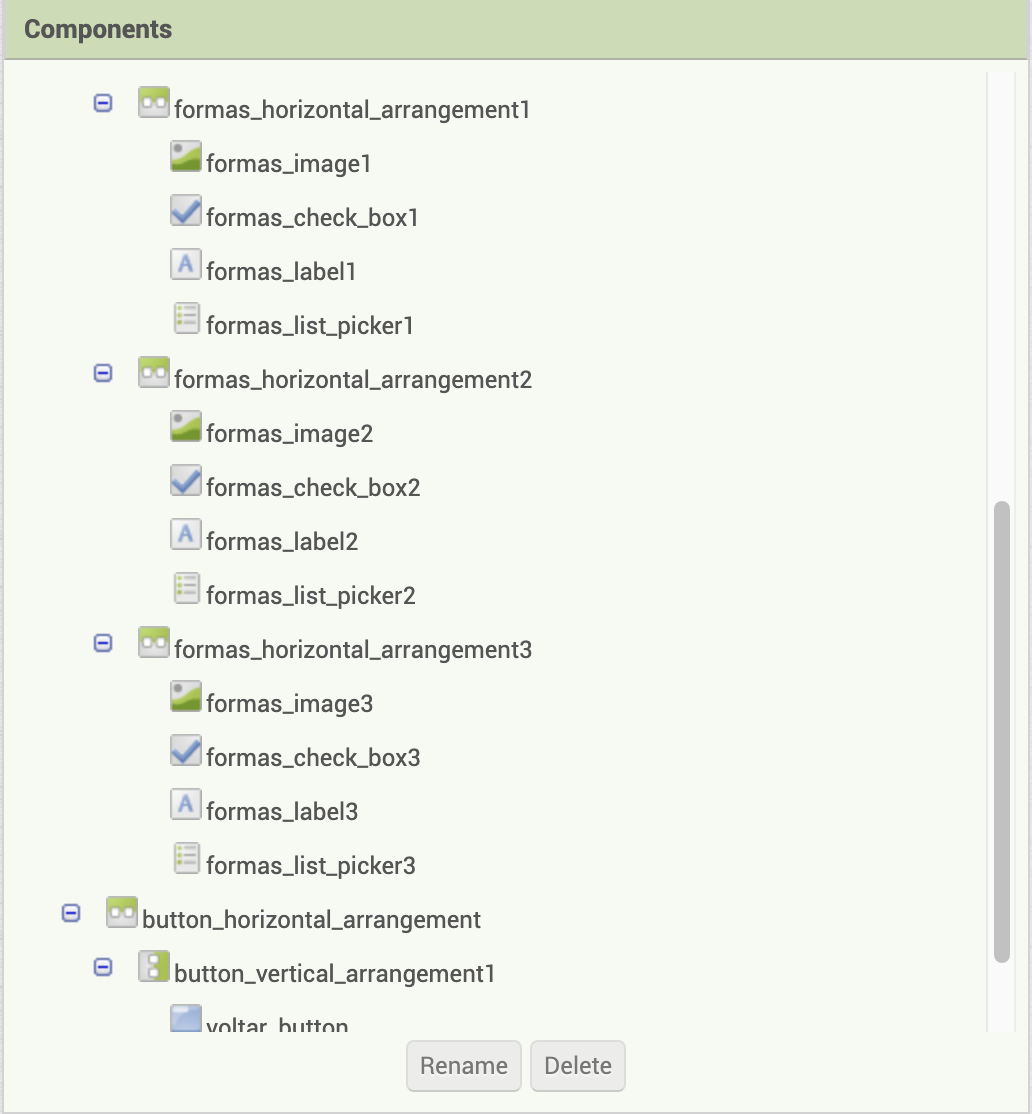 Components
formas_horizontal_arrangement1
formas_image1
formas_check_box1
formas_label1
formas_list_picker1
formas_horizontal_arrangement2
formas_image2
formas_check_box2
formas_label2
formas_list_picker2
formas_horizontal_arrangement3
formas_image3
formas_check_box3
formas_label3
formas_list_picker3
button_horizontal_arrangement
button_vertical_arrangement1
voltar_button
Rename Delete